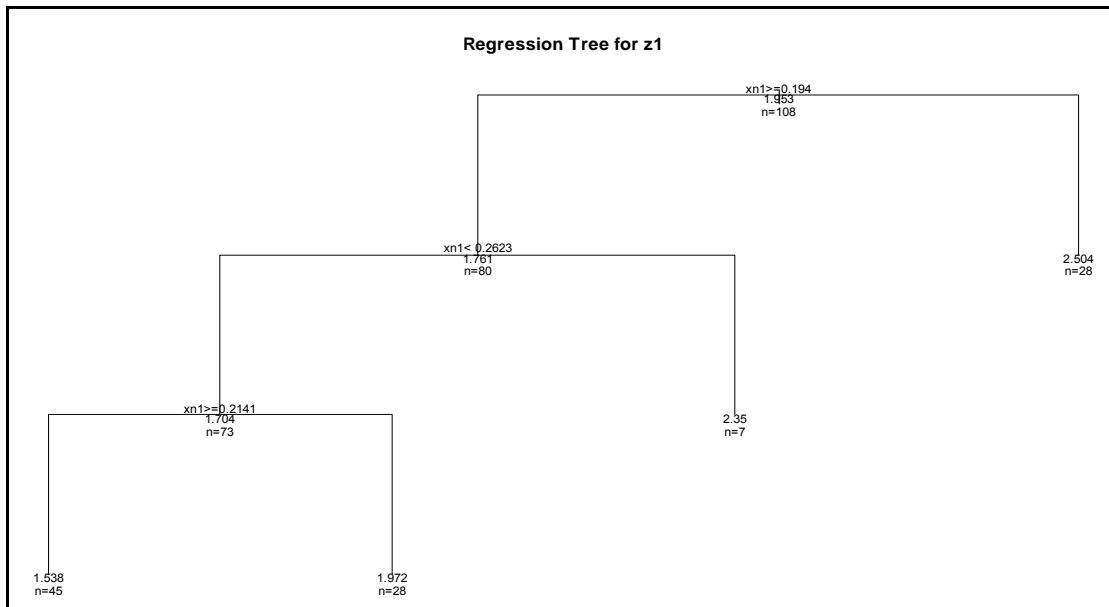 Regression Tree for z1
xn1>=0.194
1.953
n=108
xn1< 0.2623
1.761
n=80
2.504
n=28
xn1>=0.2141
1.704
n=73
2.35
n=7
1.538
n=45
1.972
n=28